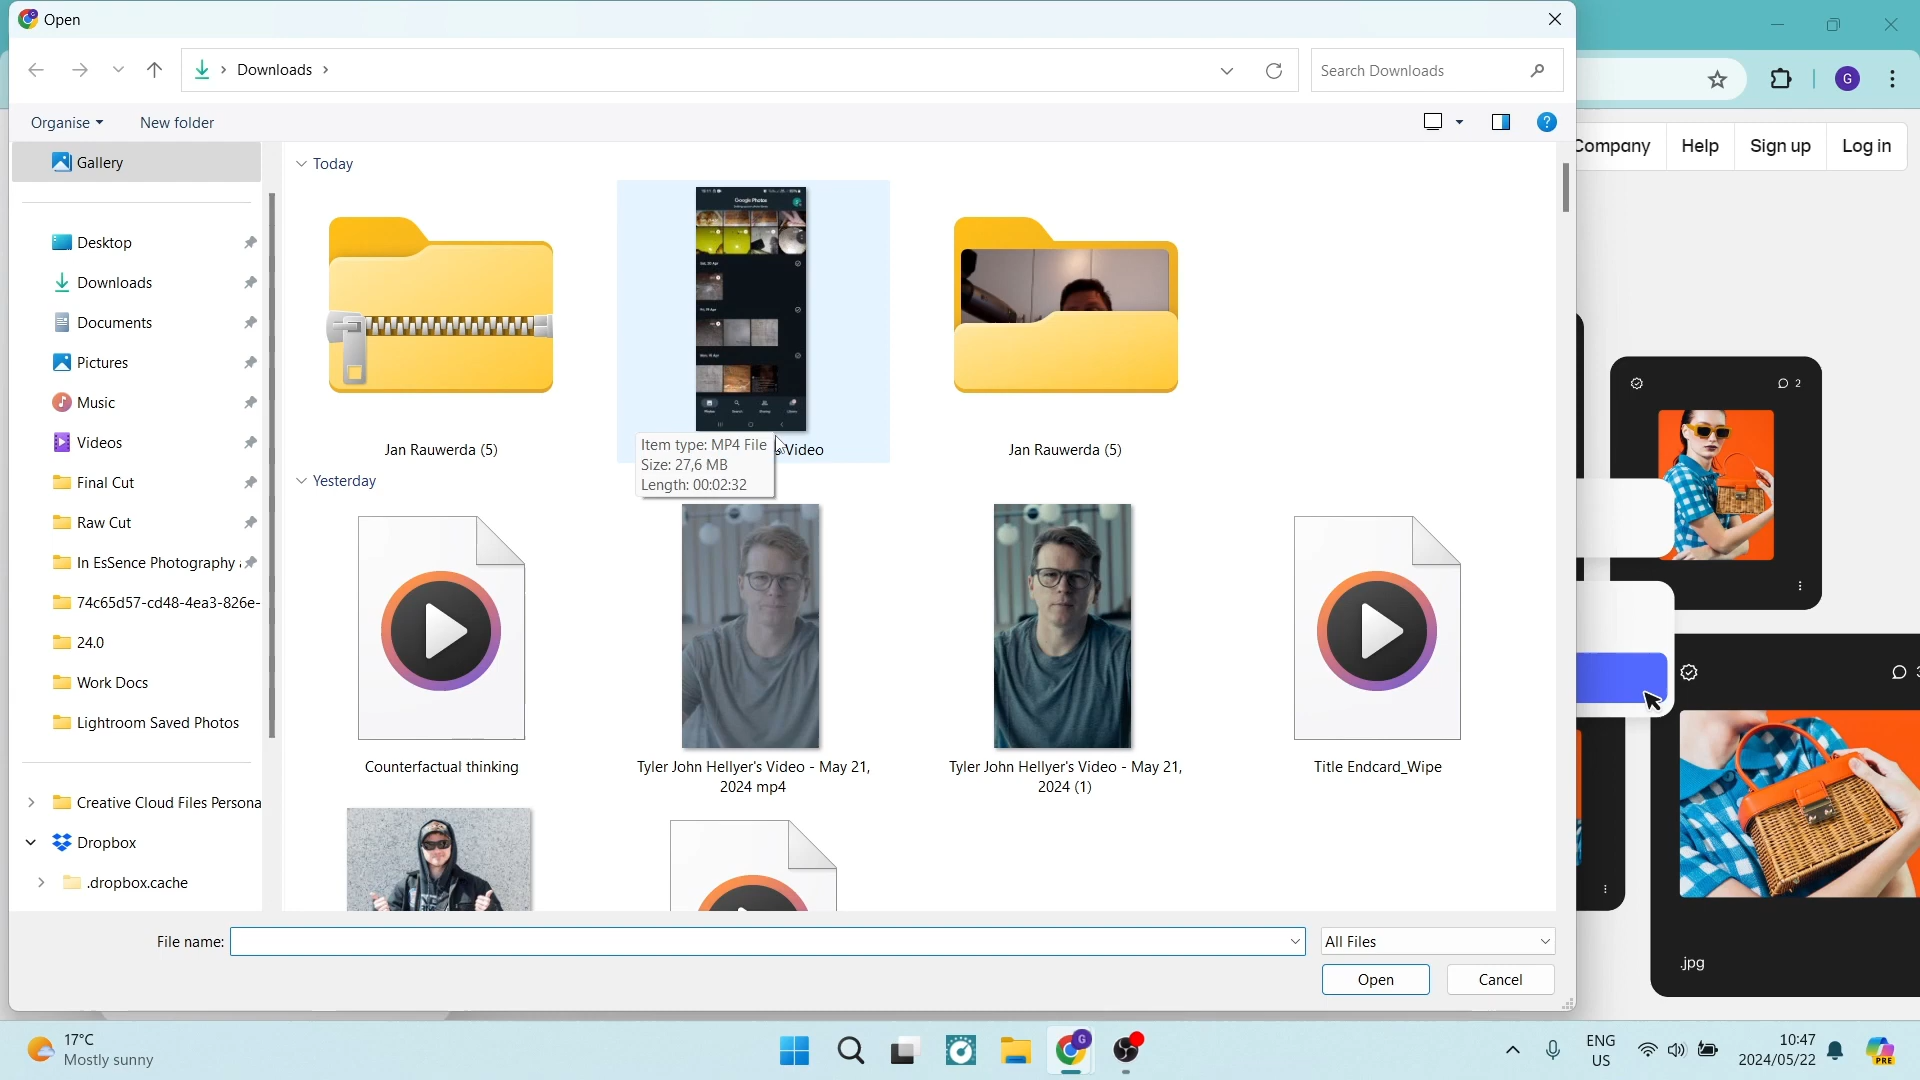 Open
Downloads
Search Downloads
Organise
New folder
Company
Help
Sign up
Log in
Gallery
Desktop
Downloads
Documents
Pictures
Music
Videos
Final Cut
Raw Cut
In EsSence Photography
74c65d57-cd48-4ea3-826e-
24.0
Work Docs
Lightroom Saved Photos
Creative Cloud Files Persona
Dropbox
.dropbox.cache
Today
Google Photos
Jan Rauwerda (5)
Video
Jan Rauwerda (5)
Item type: MP4 File
Size: 27,6 MB
Length: 00:02:32
Yesterday
Counterfactual thinking
Tyler John Hellyer's Video - May 21,
2024 mp4
Tyler John Hellyer's Video - May 21,
2024 (1)
Title Endcard_Wipe
2
3
.jpg
File name:
All Files
Open
Cancel
G
17°C
Mostly sunny
ENG
US
10:47
2024/05/22
PRE